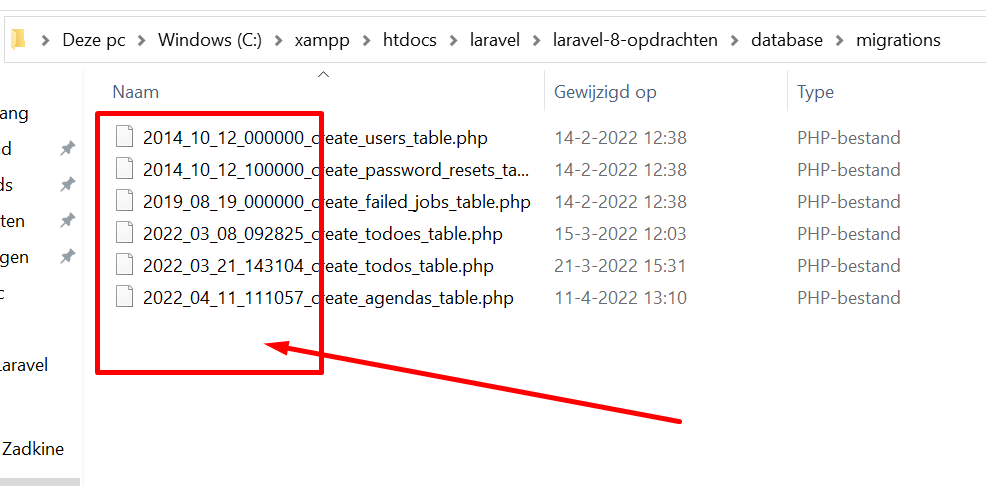 Deze pc > Windows (C:) > xampp > htdocs > laravel > laravel-8-opdrachten > database > migrations
Naam Gewijzigd op Type
ang
2014_10_12_000000_create_users_table.php 14-2-2022 12:38 PHP-bestand
d
2014_10_12_100000_create_password_resets_ta... 14-2-2022 12:38 PHP-bestand
ds
2019_08_19_000000_create_failed_jobs_table.php 14-2-2022 12:38 PHP-bestand
ten
2022_03_08_092825_create_todoes_table.php 15-3-2022 12:03 PHP-bestand
gen
2022_03_21_143104_create_todos_table.php 21-3-2022 15:31 PHP-bestand
c
2022_04_11_111057_create_agendas_table.php 11-4-2022 13:10 PHP-bestand
Laravel
Zadkine